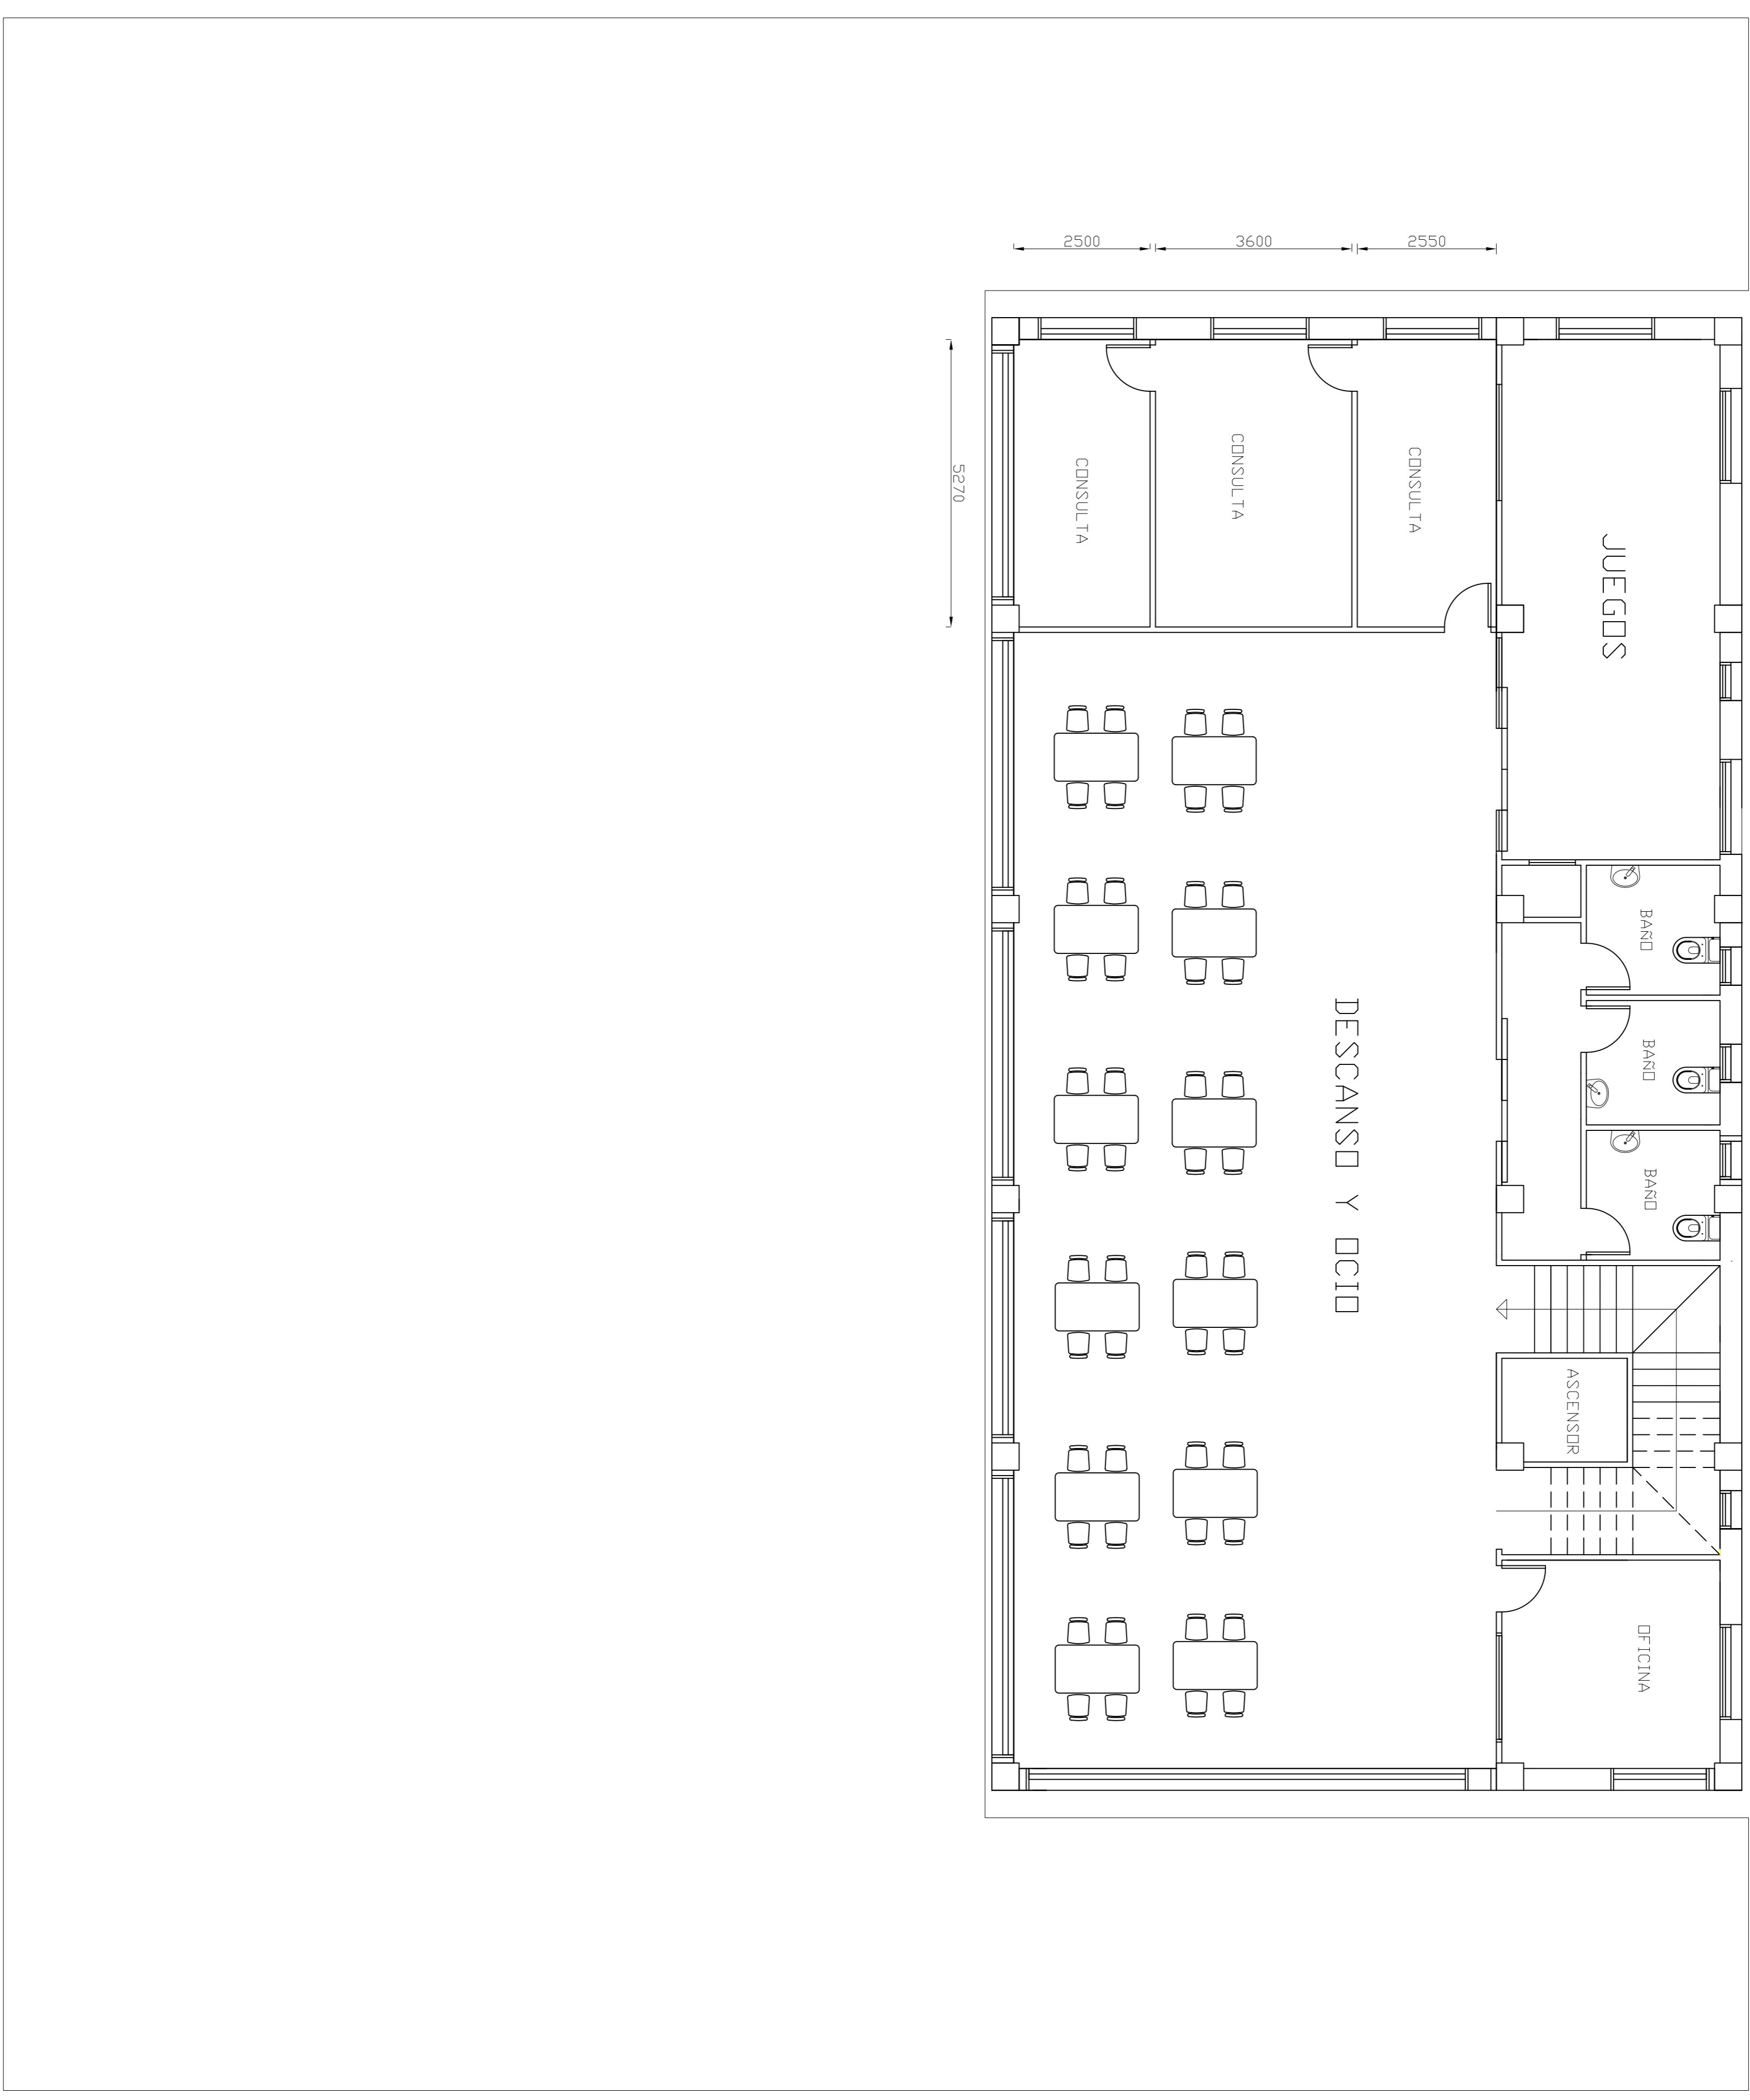 2500
3600
2550
5270
CONSULTA
CONSULTA
CONSULTA
JUEGOS
BAÑO
BAÑO
BAÑO
DESCANSO Y OCIO
ASCENSOR
OFICINA